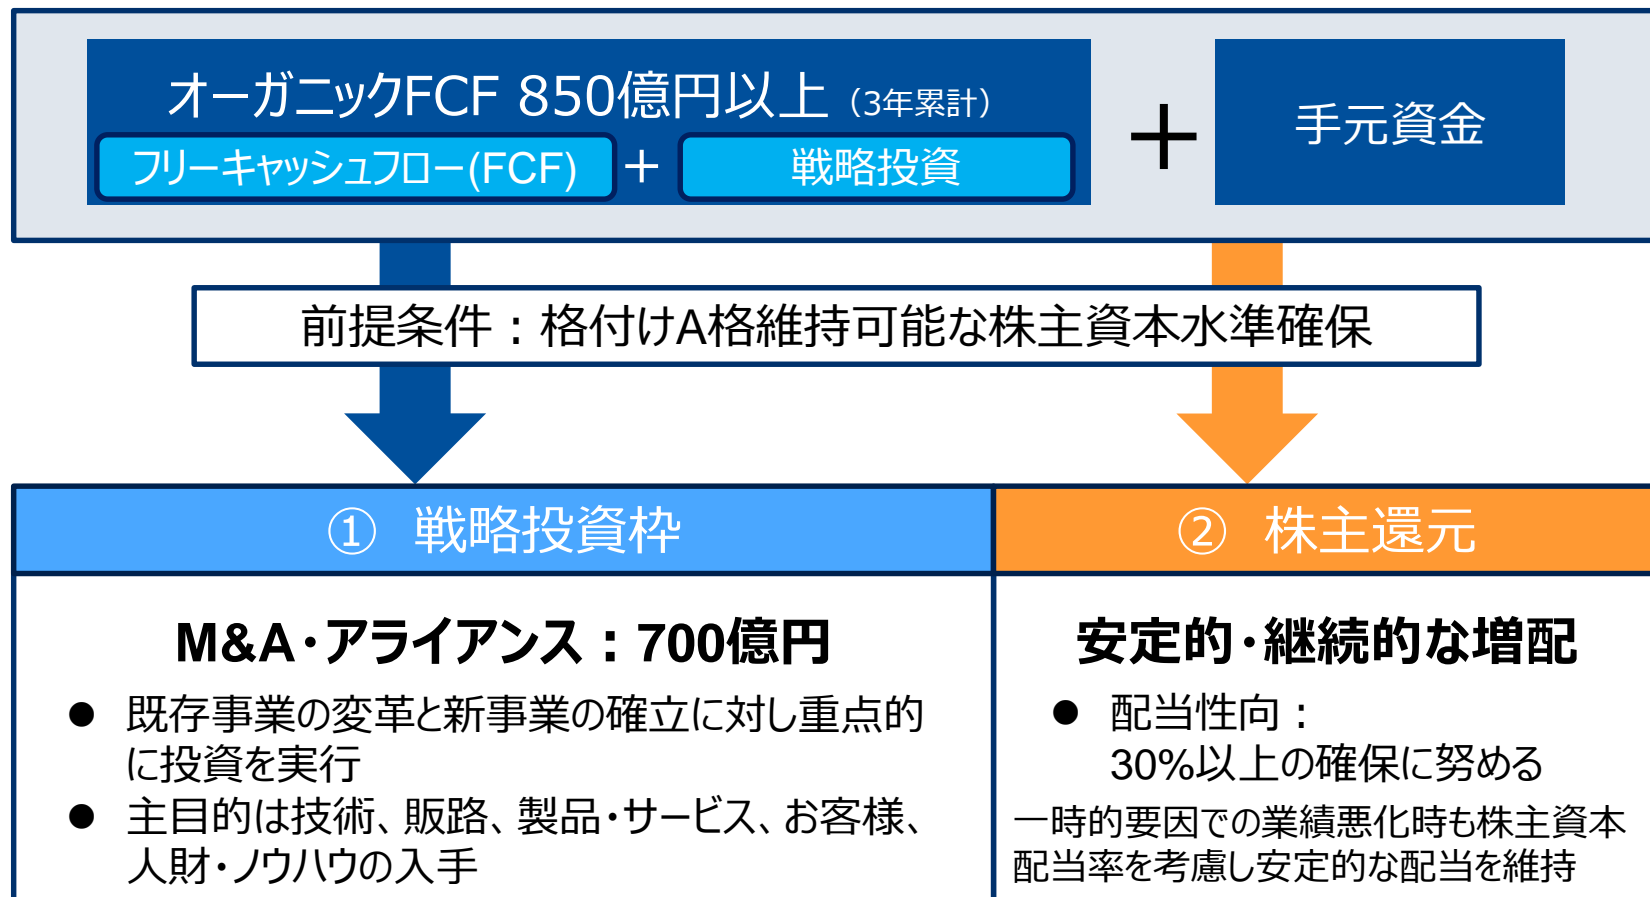 オーガニックFCF 850億円以上（3年累計）
フリーキャッシュフロー(FCF)
＋
戦略投資
＋
手元資金
前提条件：格付けA格維持可能な株主資本水準確保
① 戦略投資枠
M&A・アライアンス：700億円
● 既存事業の変革と新事業の確立に対し重点的
に投資を実行
● 主目的は技術、販路、製品・サービス、お客様、
人財・ノウハウの入手
② 株主還元
安定的・継続的な増配
● 配当性向：
30%以上の確保に努める
一時的要因での業績悪化時も株主資本
配当率を考慮し安定的な配当を維持